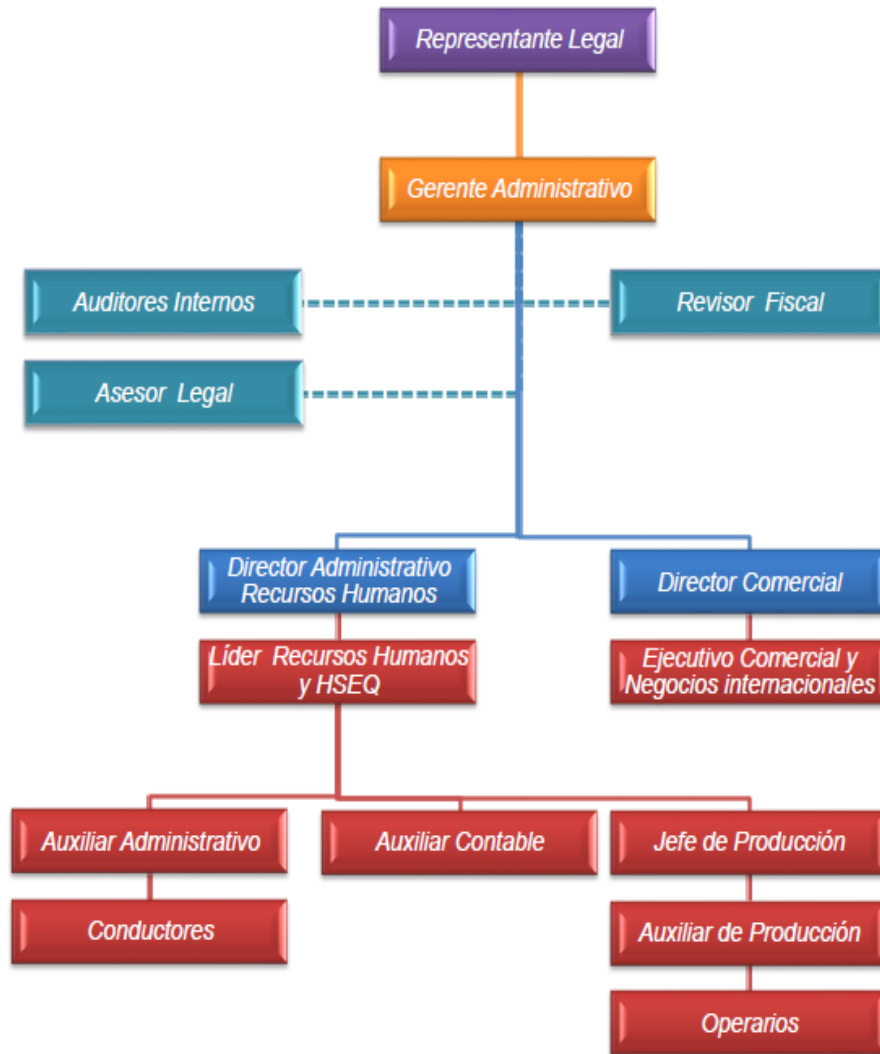 Representante Legal
Gerente Administrativo
Auditores Internos
Revisor Fiscal
Asesor Legal
Director Administrativo
Recursos Humanos
Director Comercial
Líder Recursos Humanos
y HSEQ
Ejecutivo Comercial y
Negocios internacionales
Auxiliar Administrativo
Auxiliar Contable
Jefe de Producción
Conductores
Auxiliar de Producción
Operarios